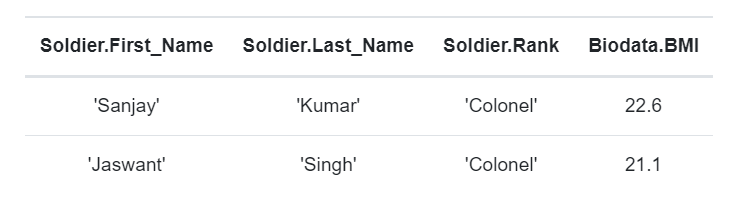 Soldier.First_Name Soldier.Last_Name Soldier.Rank Biodata.BMI
'Sanjay' 'Kumar' 'Colonel' 22.6
'Jaswant' 'Singh' 'Colonel' 21.1